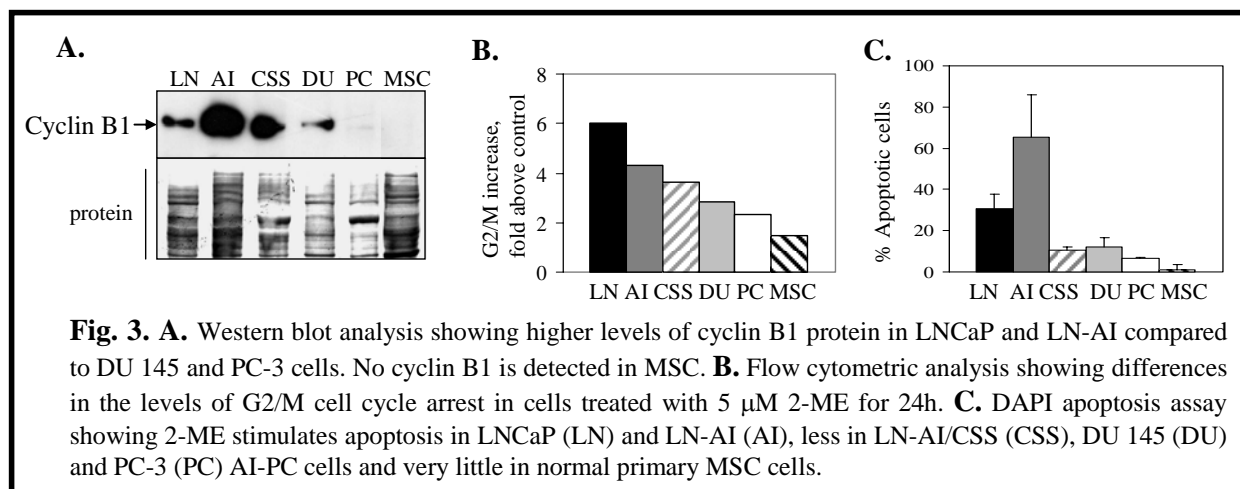 A.
LN AI CSS DU PC MSC
Cyclin B1
protein
B.
G2/M increase,
fold above control
8
6
4
2
0
LN AI CSS DU PC MSC
C.
% Apoptotic cells
100
80
60
40
20
0
LN AI CSS DU PC MSC
Fig. 3. A. Western blot analysis showing higher levels of cyclin B1 protein in LNCaP and LN-AI compared
to DU 145 and PC-3 cells. No cyclin B1 is detected in MSC. B. Flow cytometric analysis showing differences
in the levels of G2/M cell cycle arrest in cells treated with 5 μM 2-ME for 24h. C. DAPI apoptosis assay
showing 2-ME stimulates apoptosis in LNCaP (LN) and LN-AI (AI), less in LN-AI/CSS (CSS), DU 145 (DU)
and PC-3 (PC) AI-PC cells and very little in normal primary MSC cells.